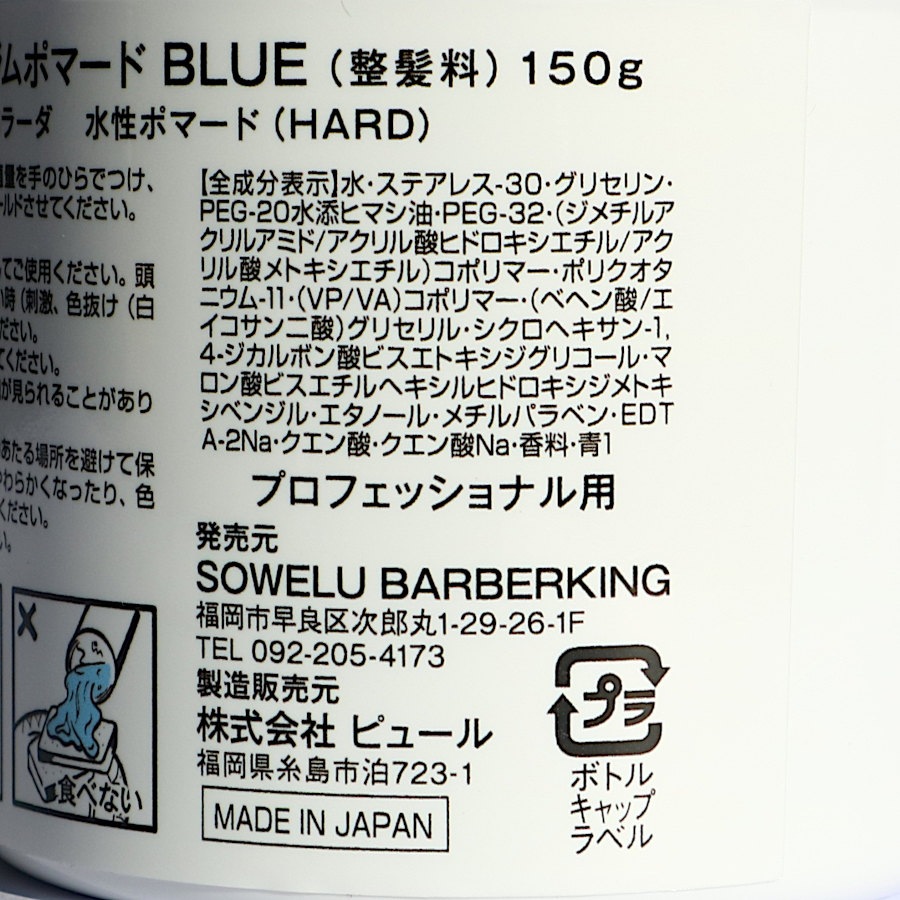 ムポマード BLUE (整髪料) 150g
ラーダ 水性ポマード(HARD)
量を手のひらでつけ、
ールドさせてください。
てご使用ください。頭
い時(刺激、色抜け(白
ださい。
てください。
が見られることがあり
あたる場所を避けて保
やわらかくなったり、色
ください。
い。
【全成分表示】水・ステアレス-30・グリセリン・
PEG-20水添ヒマシ油・PEG-32・(ジメチルア
クリルアミド/アクリル酸ヒドロキシエチル/アク
リル酸メトキシエチル)コポリマー・ポリクオタ
ニウム-11・(VP/VA)コポリマー・(ベヘン酸/エ
イコサン二酸)グリセリル・シクロヘキサン-1,
4-ジカルボン酸ビスエトキシジグリコール・マ
ロン酸ビスエチルヘキシルヒドロキシジメトキ
シベンジル・エタノール・メチルパラベン・EDT
A-2Na・クエン酸・クエン酸Na・香料・青1
プロフェッショナル用
発売元
SOWELU BARBERKING
福岡市早良区次郎丸1-29-26-1F
TEL 092-205-4173
製造販売元
株式会社 ピュール
福岡県糸島市泊723-1
MADE IN JAPAN
プラ
ボトル
キャップ
ラベル
食べない